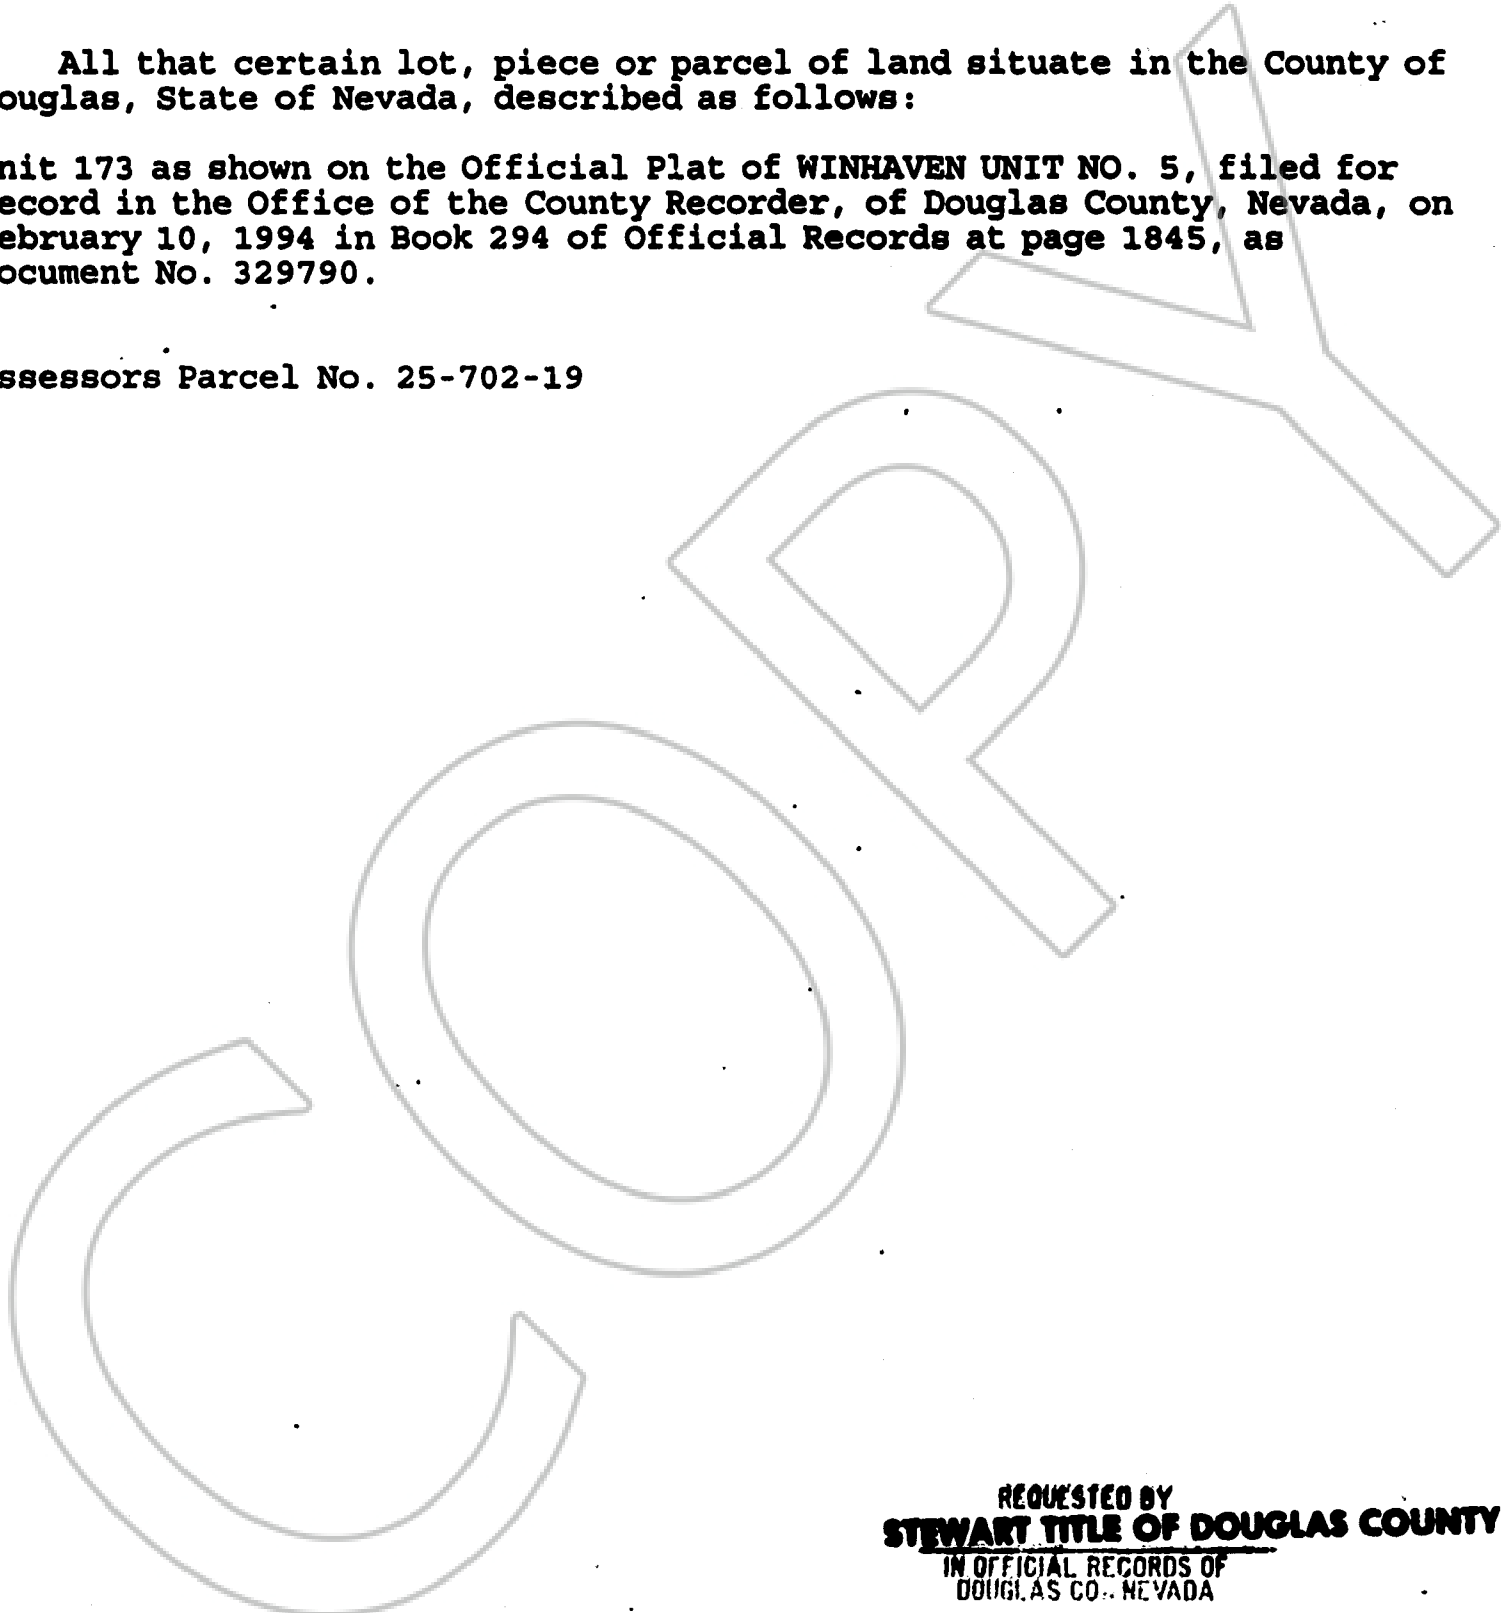 All that certain lot, piece or parcel of land situate in the County of
ouglas, State of Nevada, described as follows:
nit 173 as shown on the Official Plat of WINHAVEN UNIT NO. 5, filed for
ecord in the Office of the County Recorder, of Douglas County, Nevada, on
ebruary 10, 1994 in Book 294 of Official Records at page 1845, as
ocument No. 329790.
ssessors Parcel No. 25-702-19
COPY
REQUESTED BY
STEWART TITLE OF DOUGLAS COUNTY
IN OFFICIAL RECORDS OF
DOUGLAS CO., NEVADA